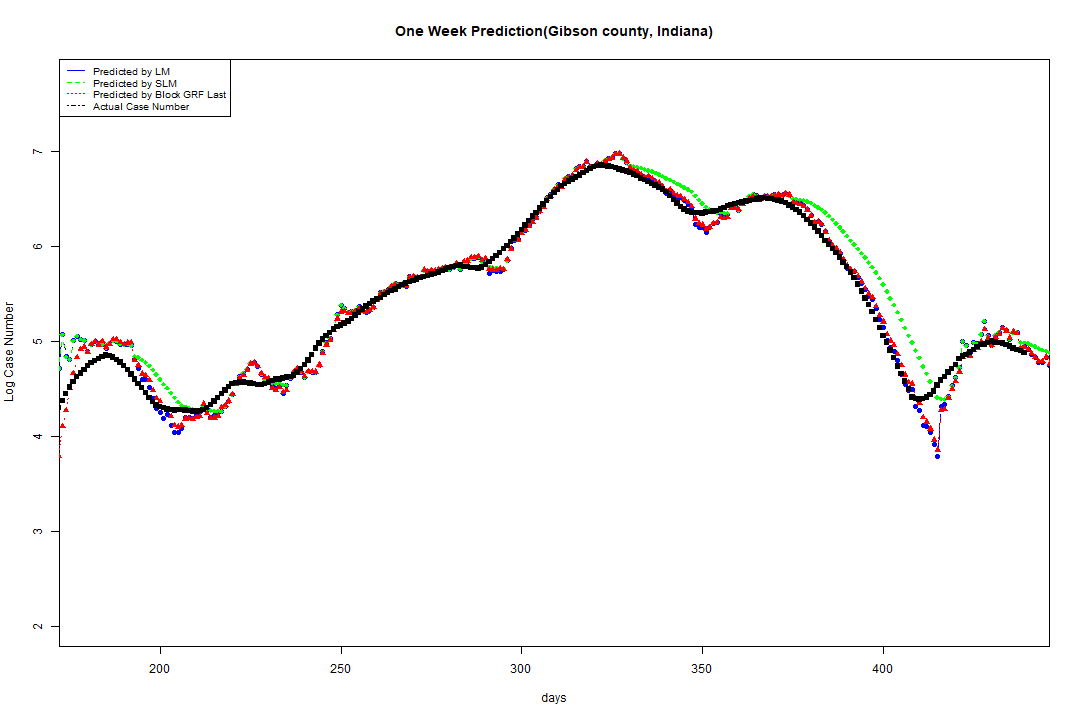 One Week Prediction(Gibson county, Indiana)
Predicted by LM
Predicted by SLM
Predicted by Block GRF Last
Actual Case Number
7
6
5
4
3
2
Log Case Number
200 250 300 350 400
days